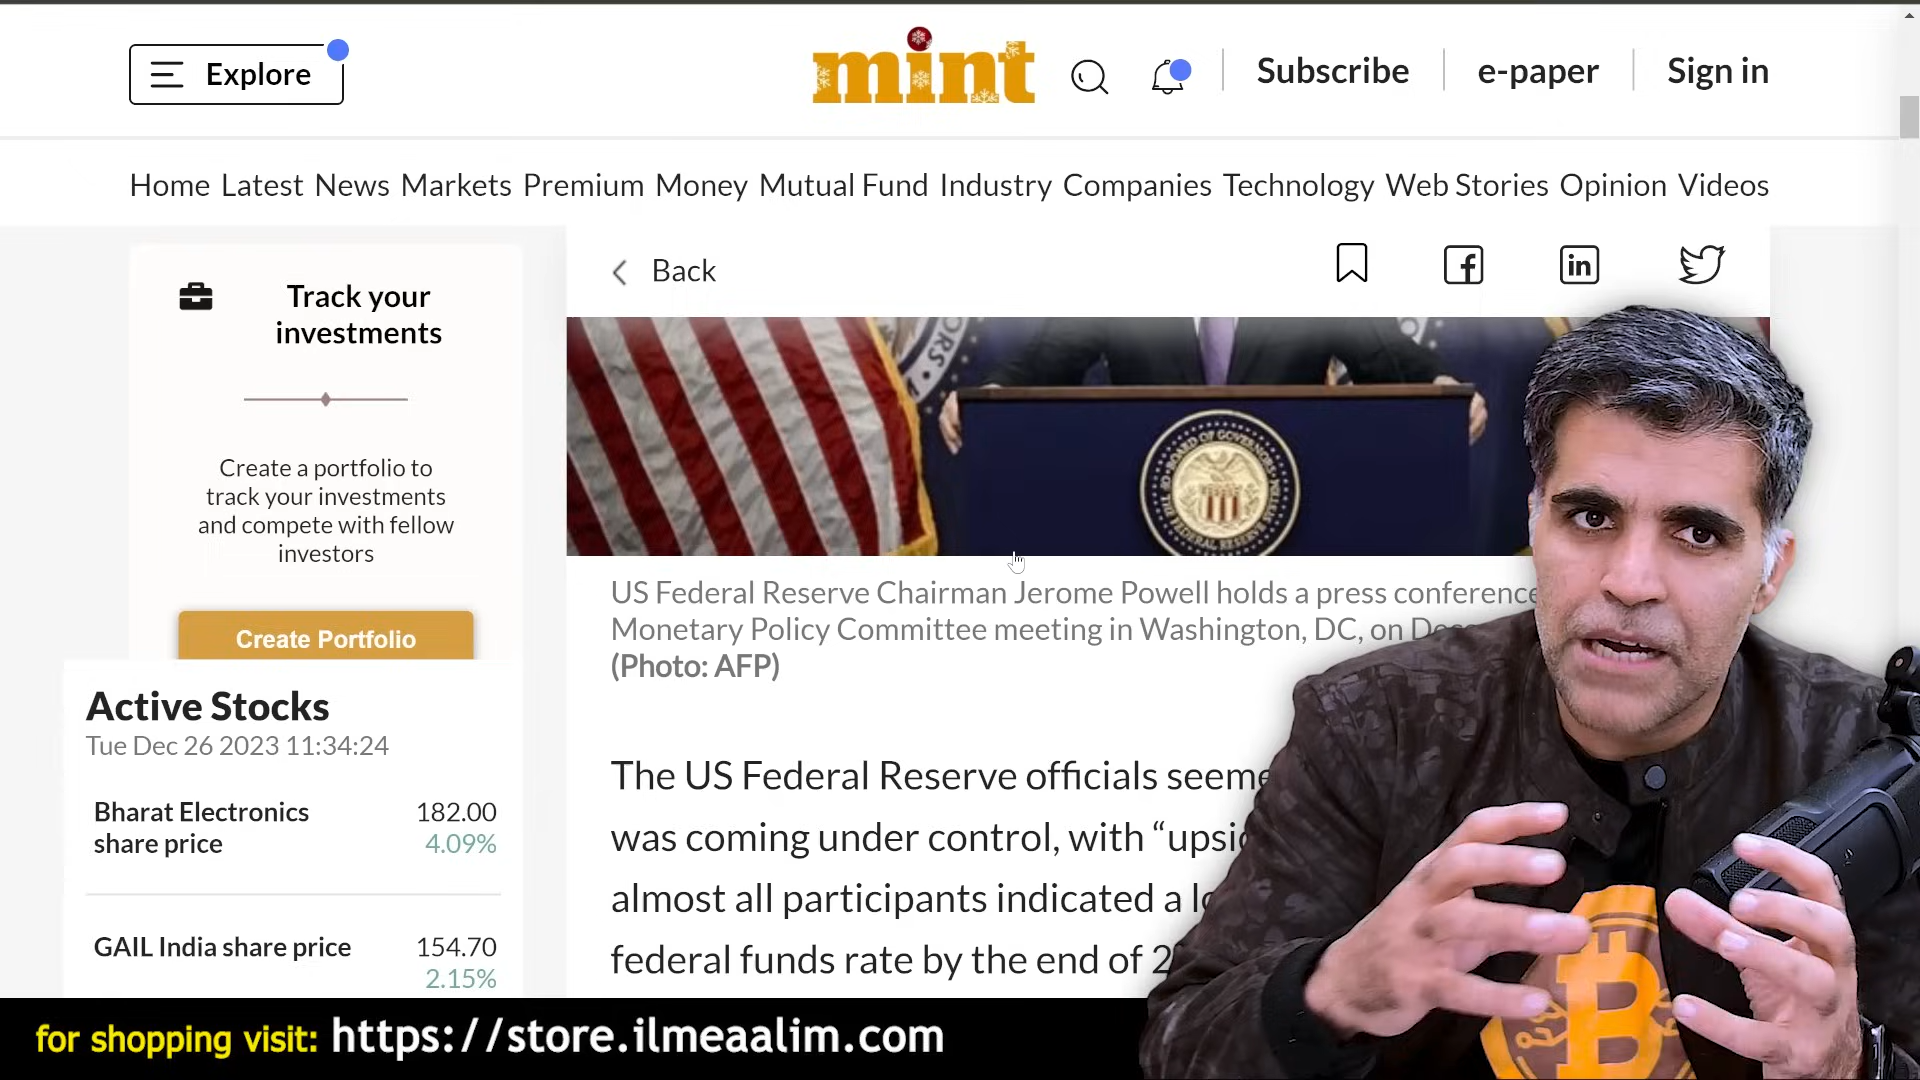 Explore
mint
Subscribe
e-paper
Sign in
Home Latest News Markets Premium Money Mutual Fund Industry Companies Technology Web Stories Opinion Videos
Track your
investments
Create a portfolio to
track your investments
and compete with fellow
investors
Create Portfolio
Active Stocks
Tue Dec 26 2023 11:34:24
Bharat Electronics
share price
182.00
4.09%
GAIL India share price
154.70
2.15%
Back
ORS
BOARD OF GOVERNORS
US Federal Reserve Chairman Jerome Powell holds a press conference
Monetary Policy Committee meeting in Washington, DC, on
(Photo: AFP)
The US Federal Reserve officials
was coming under control, with
almost all participants indicated a
federal funds rate by the end of
for shopping visit: https://store.ilmeaalim.com